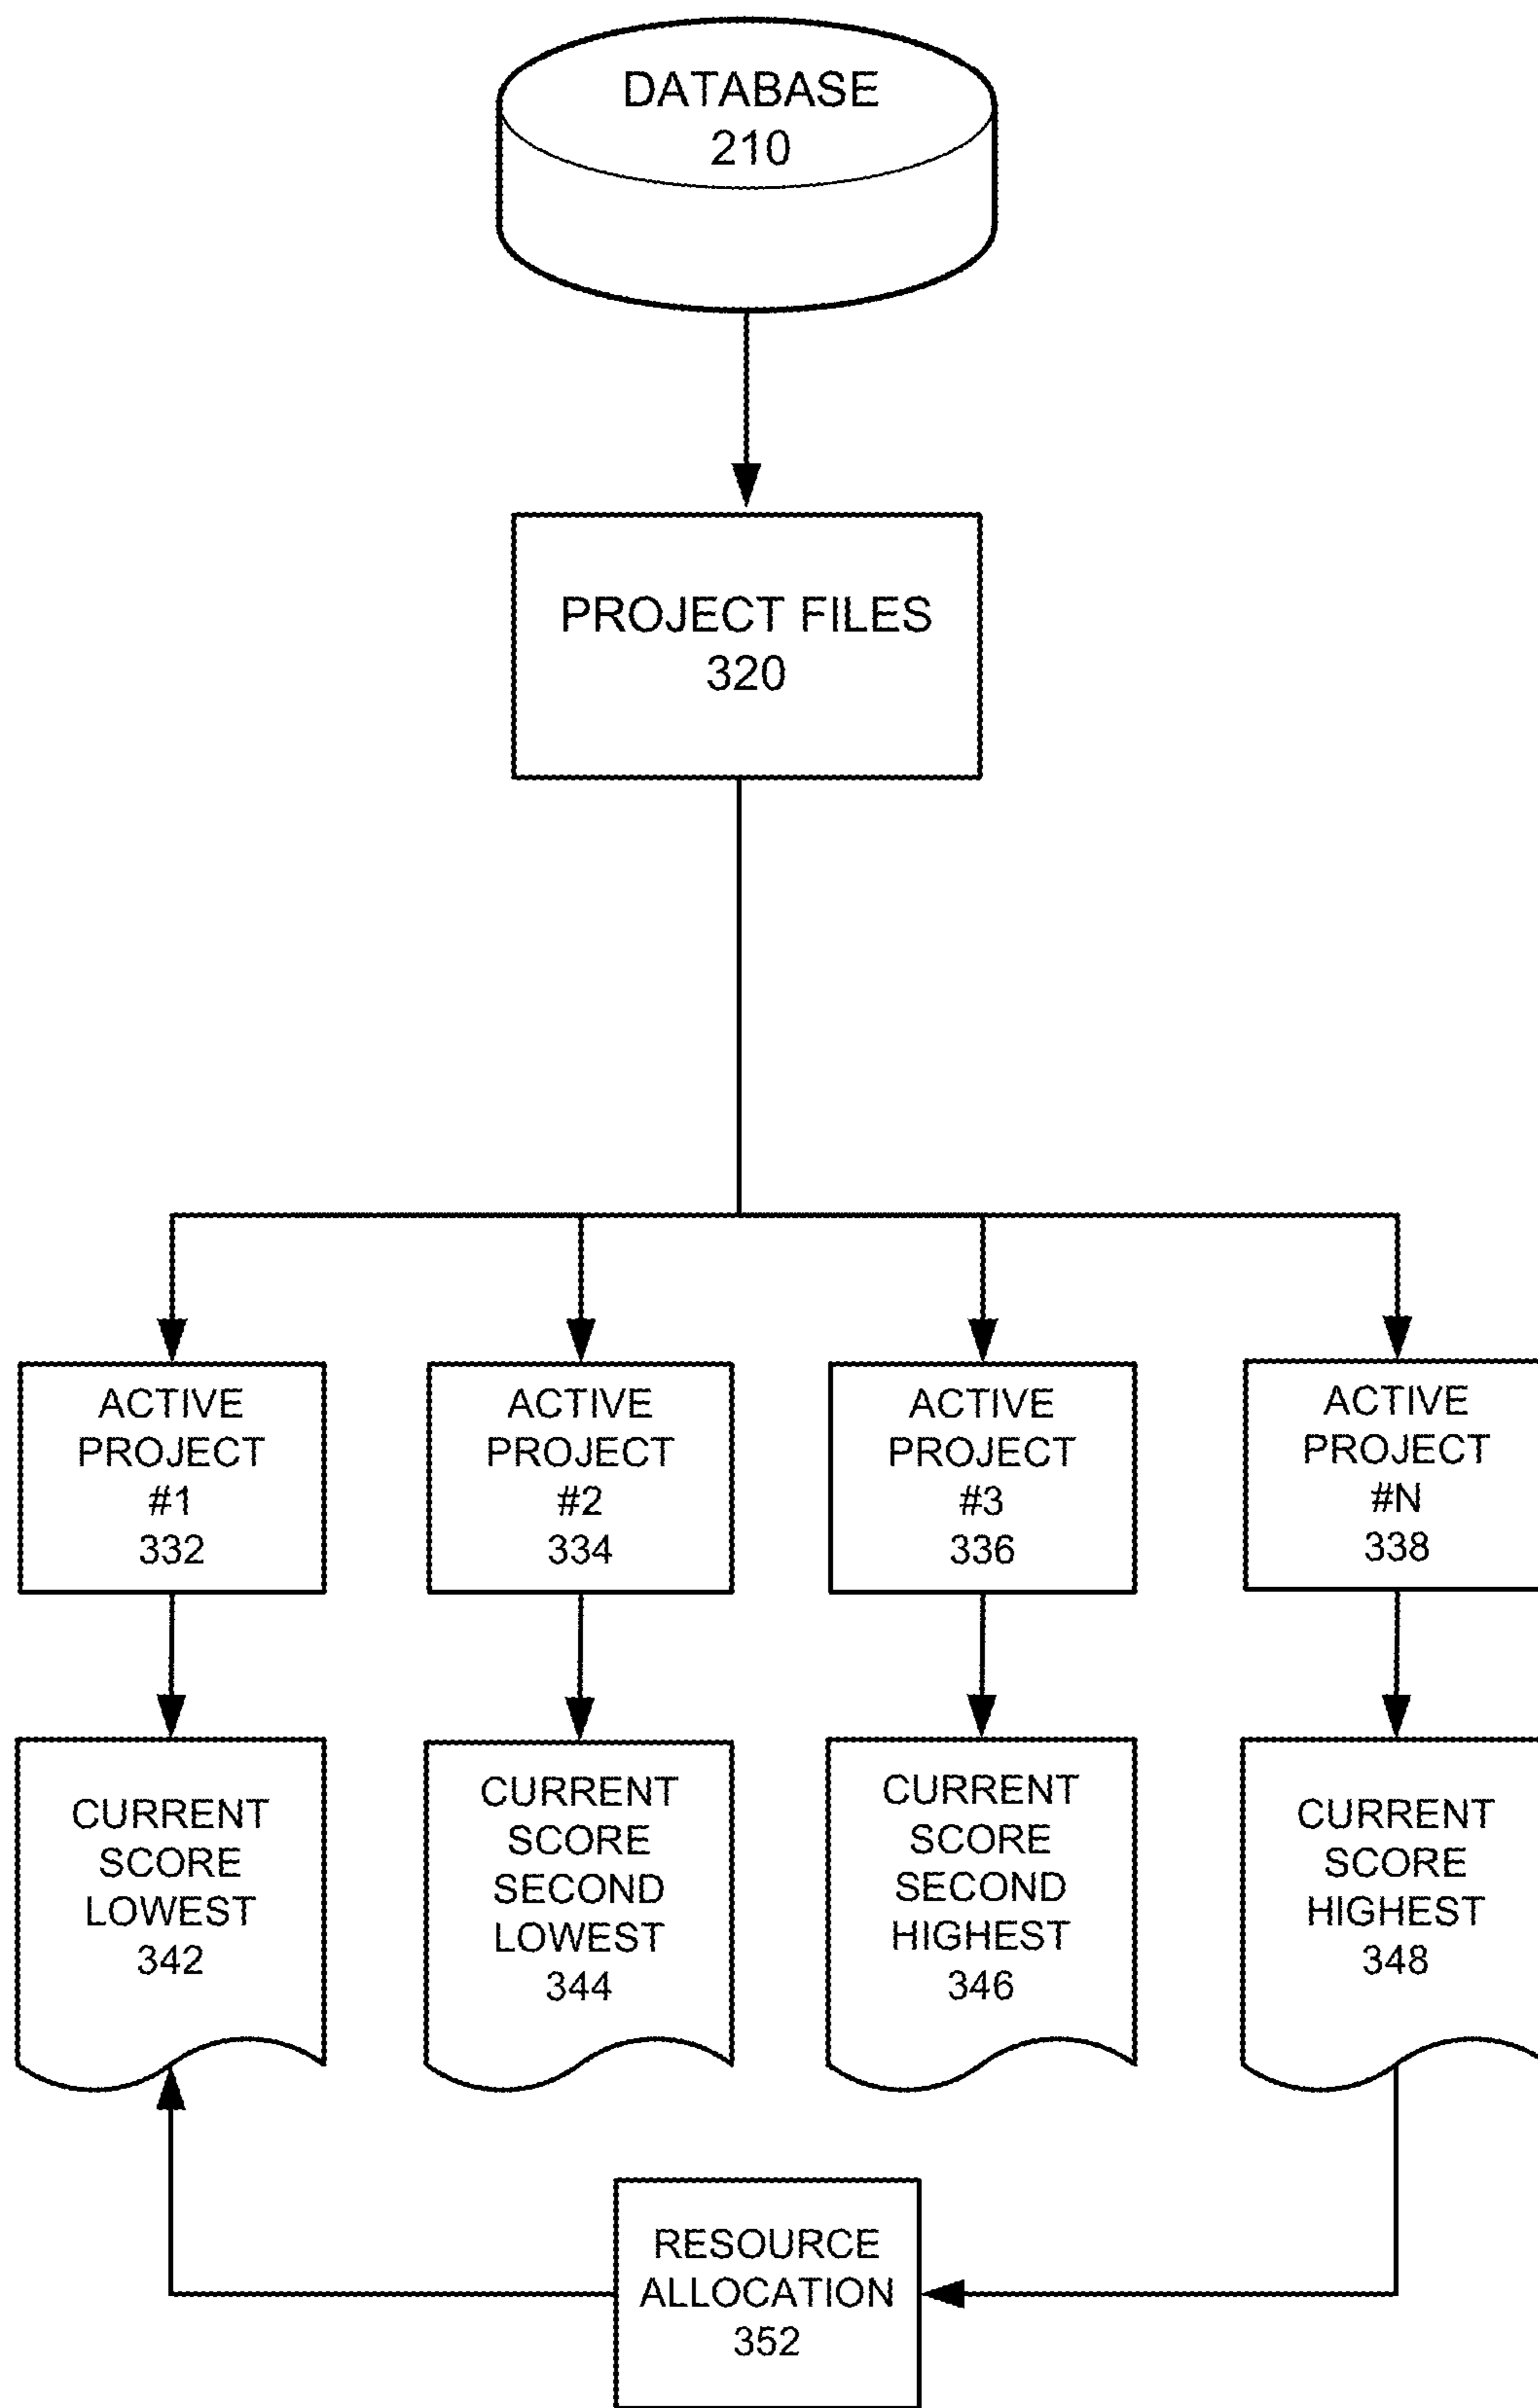 DATABASE
210
PROJECT FILES
320
ACTIVE
PROJECT
#1
332
ACTIVE
PROJECT
#2
334
ACTIVE
PROJECT
#3
336
ACTIVE
PROJECT
#N
338
CURRENT
SCORE
LOWEST
342
CURRENT
SCORE
SECOND
LOWEST
344
CURRENT
SCORE
SECOND
HIGHEST
346
CURRENT
SCORE
HIGHEST
348
RESOURCE
ALLOCATION
352